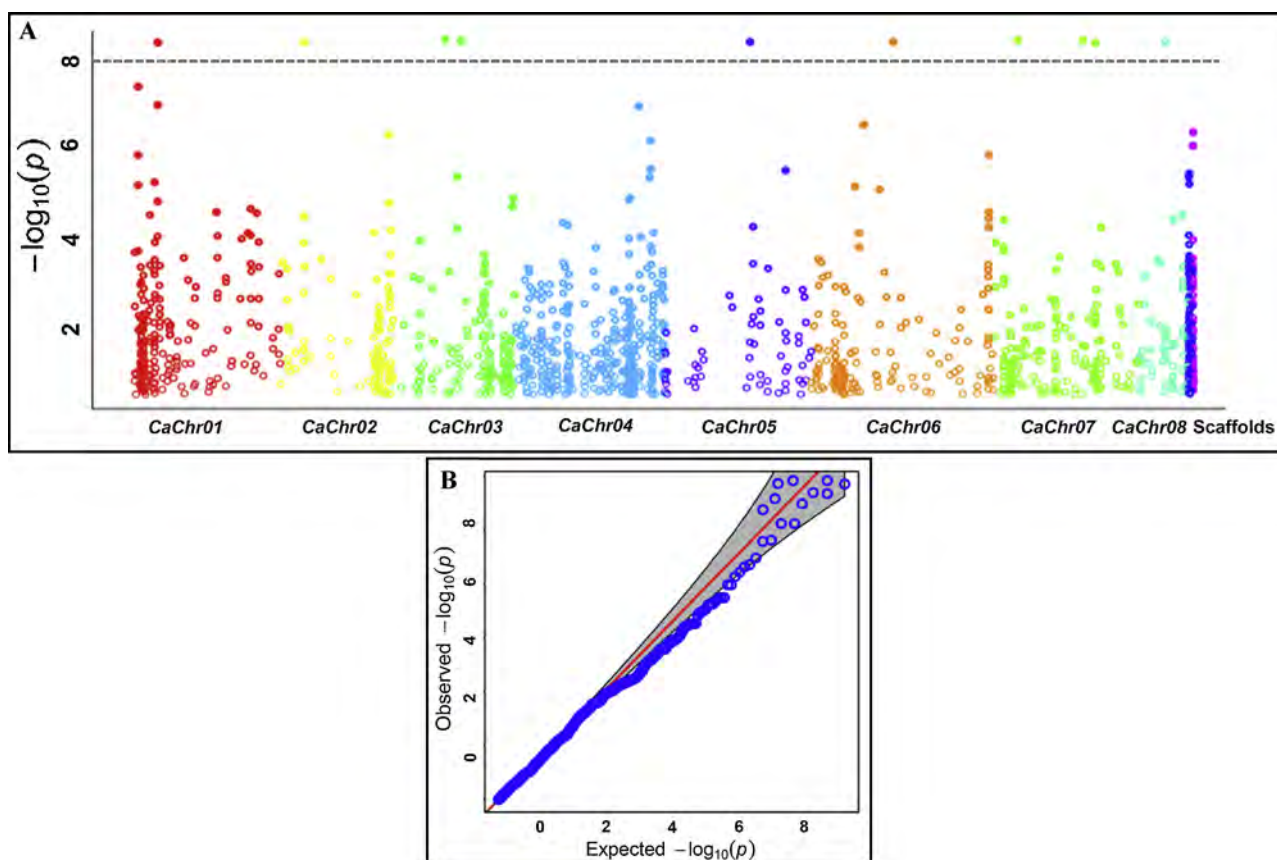 A
8
6
4
2
−log₁₀(p)
CaChr01 CaChr02 CaChr03 CaChr04 CaChr05 CaChr06 CaChr07 CaChr08 Scaffolds
B
8
6
4
2
0
Observed −log₁₀(p)
0 2 4 6 8
Expected −log₁₀(p)